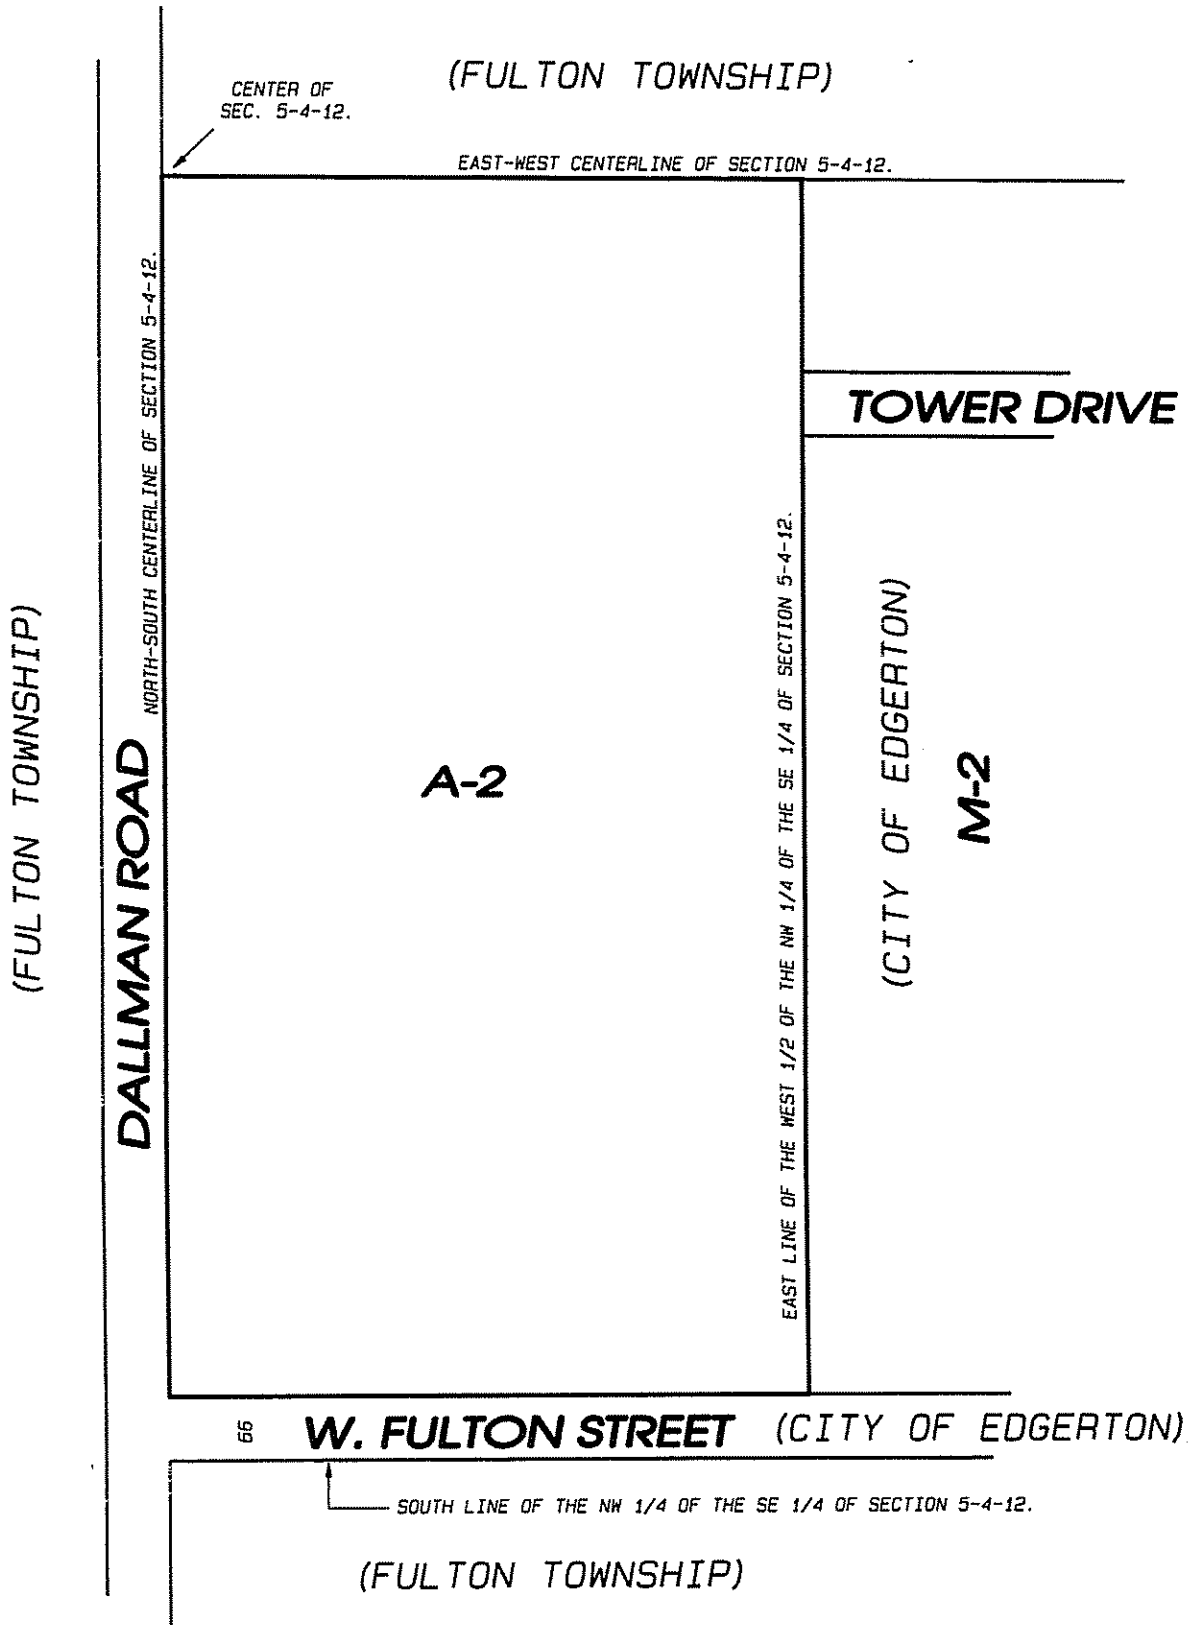 (FULTON TOWNSHIP)
CENTER OF
SEC. 5-4-12.
EAST-WEST CENTERLINE OF SECTION 5-4-12.
NORTH-SOUTH CENTERLINE OF SECTION 5-4-12.
TOWER DRIVE
(FULTON TOWNSHIP)
DALLMAN ROAD
A-2
EAST LINE OF THE WEST 1/2 OF THE NW 1/4 OF THE SE 1/4 OF SECTION 5-4-12.
(CITY OF EDGERTON)
M-2
66
W. FULTON STREET
(CITY OF EDGERTON)
SOUTH LINE OF THE NW 1/4 OF THE SE 1/4 OF SECTION 5-4-12.
(FULTON TOWNSHIP)